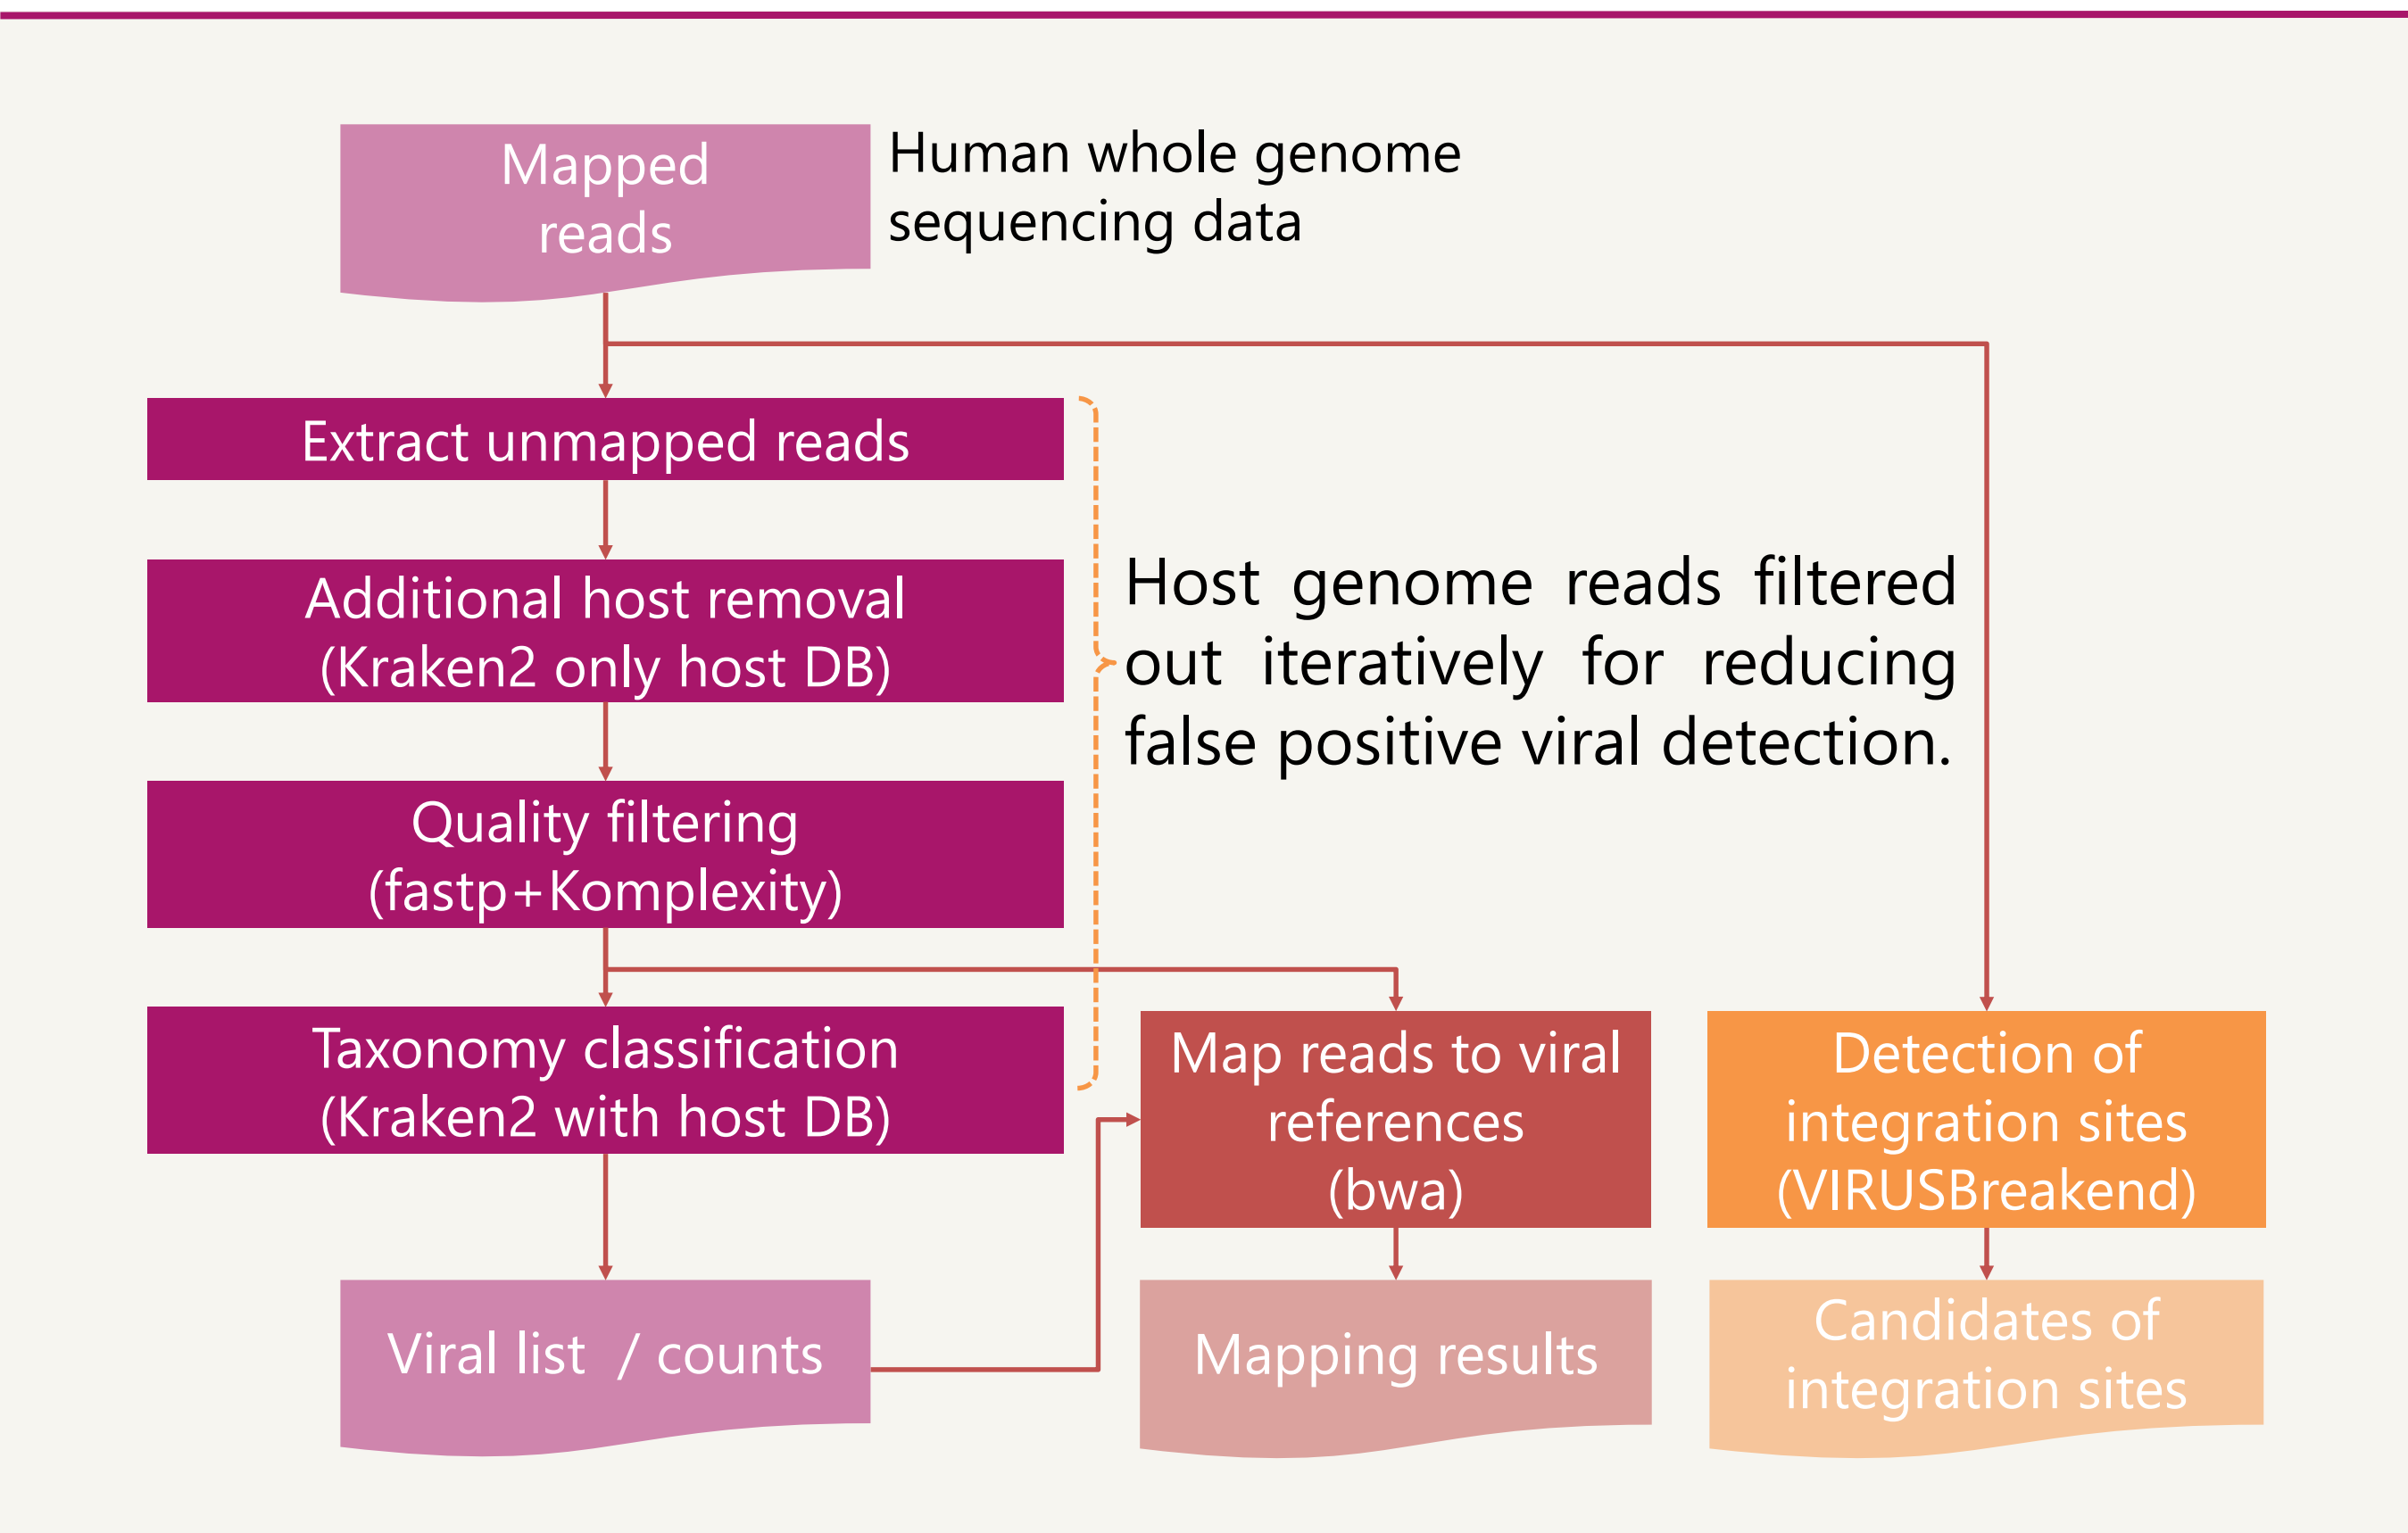 Mapped
reads
Human whole genome
sequencing data
Extract unmapped reads
Additional host removal
(Kraken2 only host DB)
Host genome reads filtered
out iteratively for reducing
false positive viral detection.
Quality filtering
(fastp+Komplexity)
Taxonomy classification
(Kraken2 with host DB)
Map reads to viral
references
(bwa)
Detection of
integration sites
(VIRUSBreakend)
Viral list / counts
Mapping results
Candidates of
integration sites